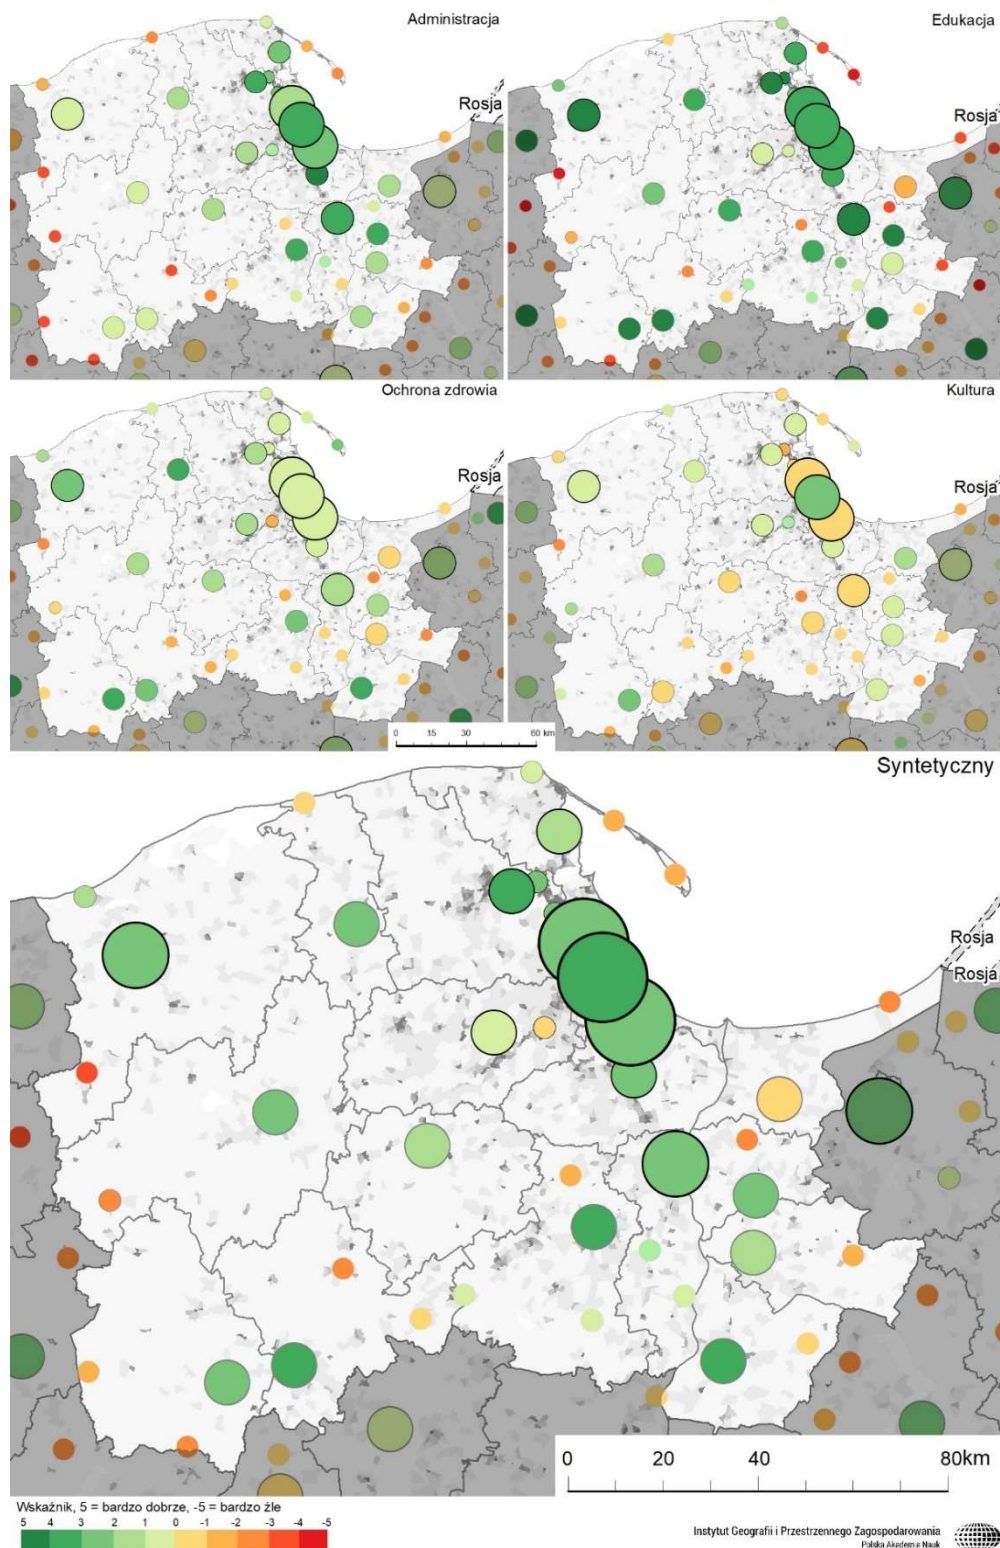 Administracja
Edukacja
Rosja
Rosja
Ochrona zdrowia
Kultura
Rosja
Rosja
0 15 30 60 km
Syntetyczny
Rosja
Rosja
0 20 40 80km
Wskaźnik, 5 = bardzo dobrze, -5 = bardzo źle
5 4 3 2 1 0 -1 -2 -3 -4 -5
Instytut Geografii i Przestrzennego Zagospodarowania
Polska Akademia Nauk